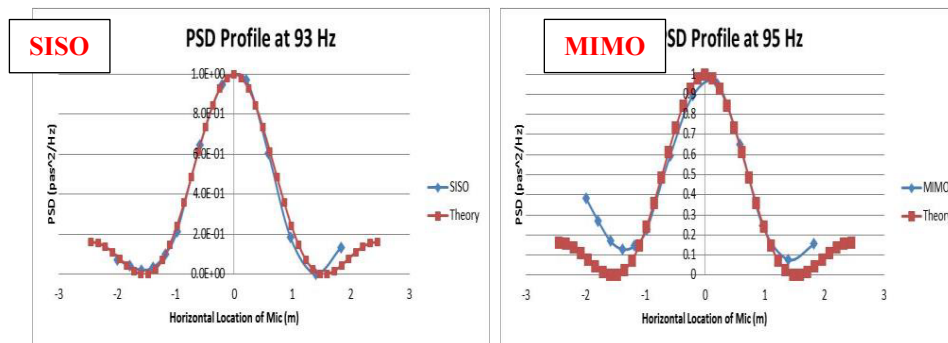 SISO
PSD Profile at 93 Hz
1.0E+00
8.0E-01
6.0E-01
4.0E-01
2.0E-01
0.0E+00
PSD (pas^2/Hz)
-3 -2 -1 0 1 2 3
Horizontal Location of Mic (m)
SISO
Theory
MIMO
PSD Profile at 95 Hz
1
0.9
0.8
0.7
0.6
0.5
0.4
0.3
0.2
0.1
0
PSD (pas^2/Hz)
-3 -2 -1 0 1 2 3
Horizontal Location of Mic (m)
MIMO
Theor